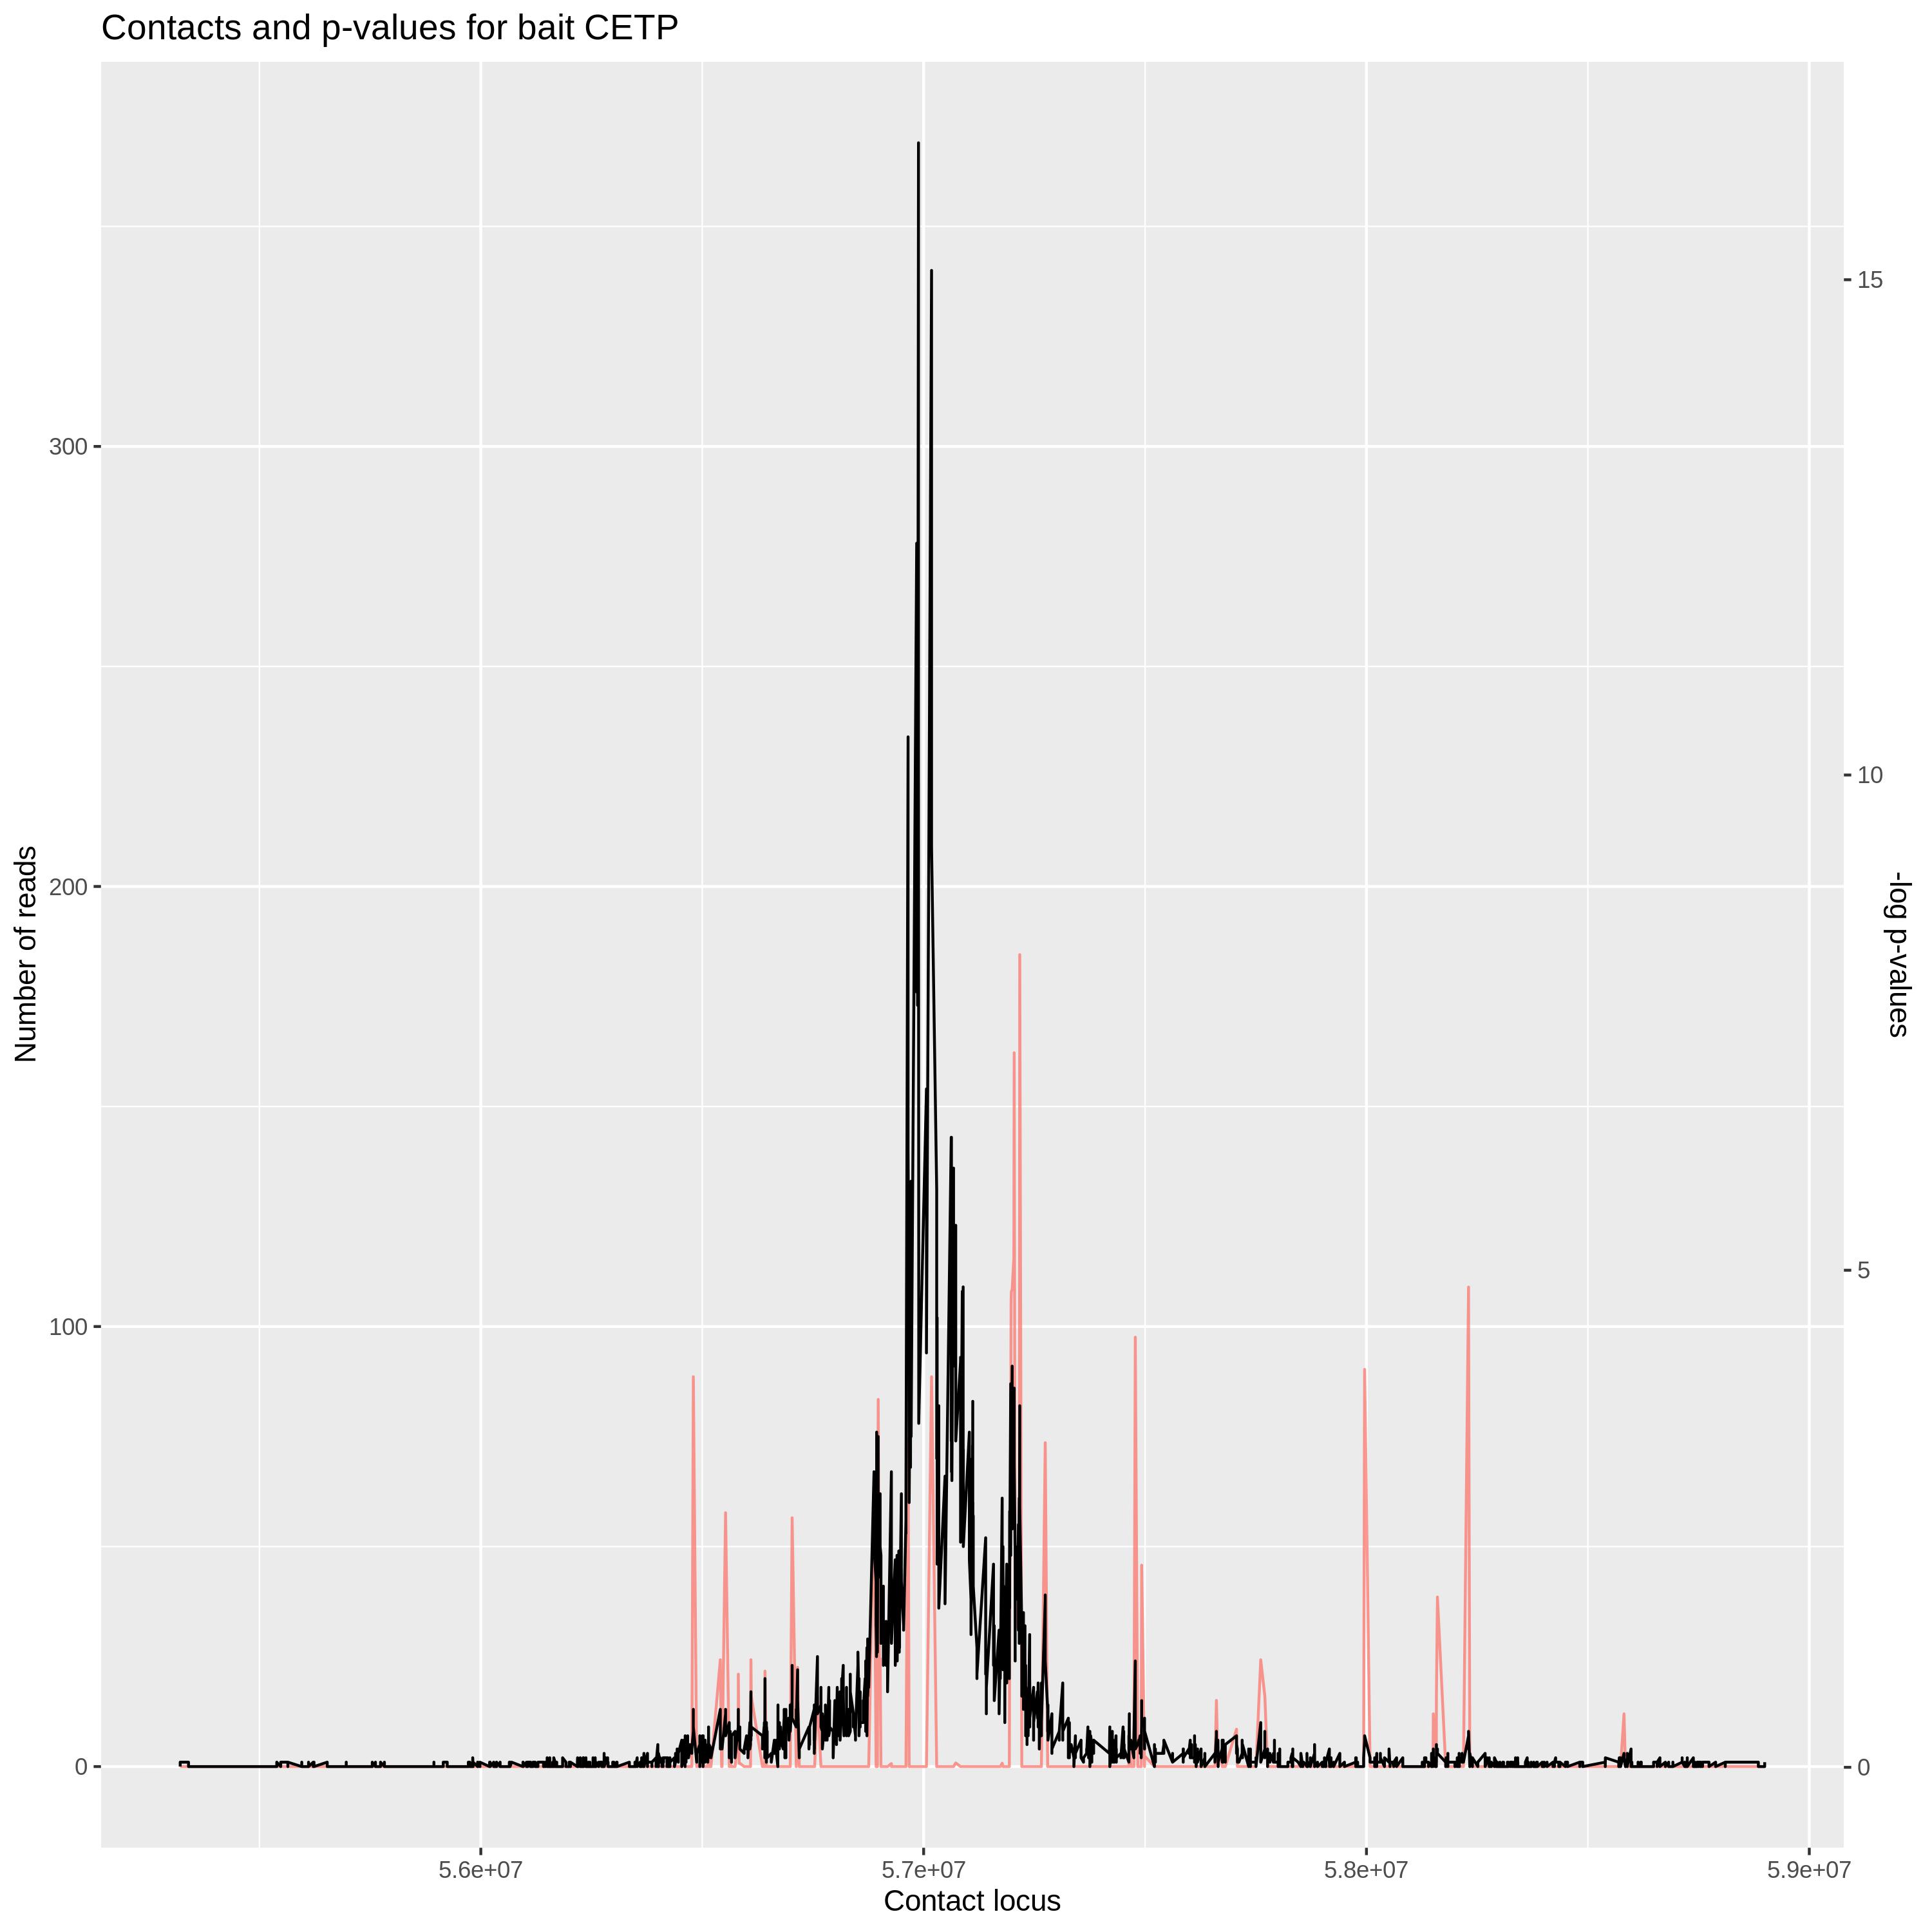 Contacts and p-values for bait CETP
Number of reads
300
200
100
0
15
10
5
0
-log p-values
5.6e+07
5.7e+07
5.8e+07
5.9e+07
Contact locus